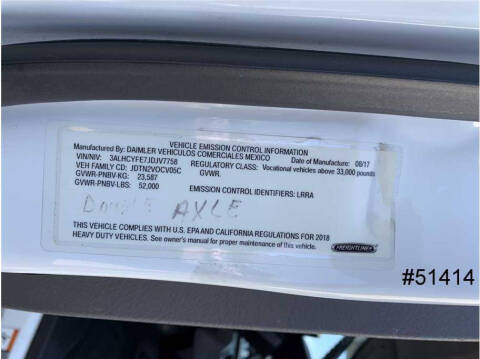 VEHICLE EMISSION CONTROL INFORMATION
Manufactured By: DAIMLER VEHICULOS COMERCIALES MEXICO
Date of Manufacture: 08/17
VIN/NIV: 3ALHCYFE7JDJV7758
REGULATORY CLASS: Vocational vehicles above 33,000 pounds
VEH FAMILY CD: JDTN2VOCV05C
GVWR.
GVWR-PNBV-KG: 23,587
GVWR-PNBV-LBS: 52,000
EMISSION CONTROL IDENTIFIERS: LRRA
DOUBLE AXLE
THIS VEHICLE COMPLIES WITH U.S. EPA AND CALIFORNIA REGULATIONS FOR 2018
HEAVY DUTY VEHICLES. See owner's manual for proper maintenance of this vehicle.
FREIGHTLINER
#51414